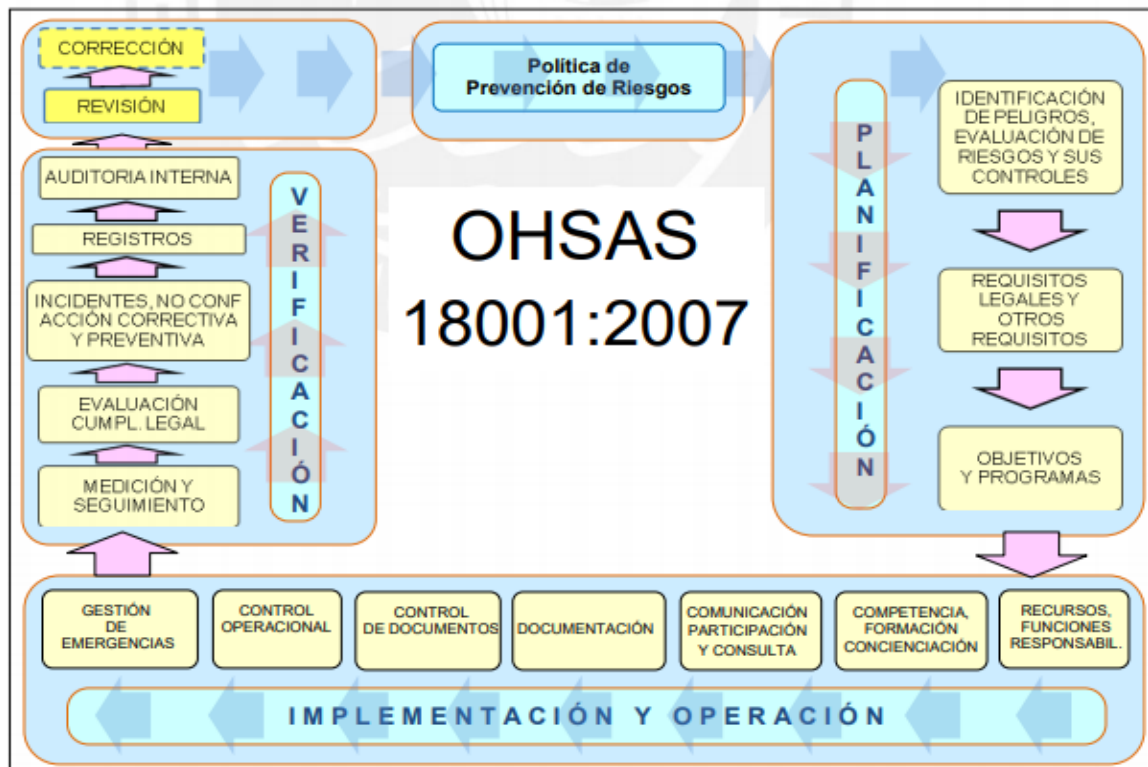 CORRECCIÓN
REVISIÓN
Política de
Prevención de Riesgos
PLANIFICACIÓN
IDENTIFICACIÓN
DE PELIGROS,
EVALUACIÓN DE
RIESGOS Y SUS
CONTROLES
REQUISITOS
LEGALES Y
OTROS
REQUISITOS
OBJETIVOS
Y PROGRAMAS
OHSAS
18001:2007
AUDITORIA INTERNA
REGISTROS
INCIDENTES, NO CONF
ACCIÓN CORRECTIVA
Y PREVENTIVA
EVALUACIÓN
CUMPL. LEGAL
MEDICIÓN Y
SEGUIMIENTO
VERIFICACIÓN
GESTIÓN
DE
EMERGENCIAS
CONTROL
OPERACIONAL
CONTROL
DE DOCUMENTOS
DOCUMENTACIÓN
COMUNICACIÓN
PARTICIPACIÓN
Y CONSULTA
COMPETENCIA,
FORMACIÓN
CONCIENCIACIÓN
RECURSOS,
FUNCIONES
RESPONSABIL.
IMPLEMENTACIÓN Y OPERACIÓN